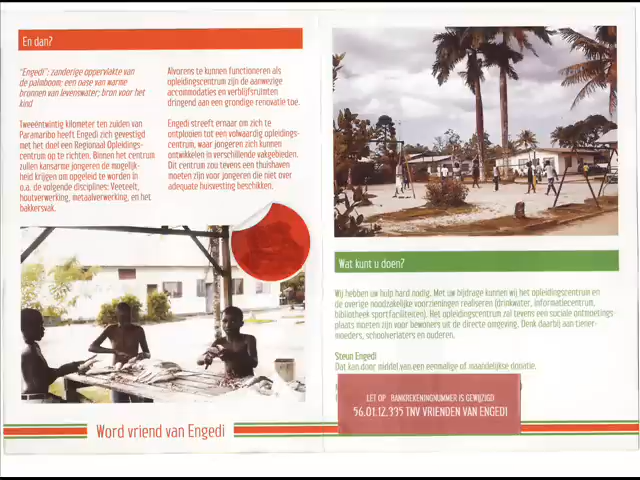 En dan?
"Engedi": zanderige oppervlakte van
de palmboom; een oase van warme
bronnen van levenswater; bron voor het
kind
Tweeëntwintig kilometer ten zuiden van
Paramaribo heeft Engedi zich gevestigd
met het doel een Regionaal Opleidings-
centrum op te richten. Binnen het centrum
zullen kansarme jongeren de mogelijk-
heid krijgen om opgeleid te worden in
o.a. de volgende disciplines: Veeteelt,
houtverwerking, metaalverwerking, en het
bakkersvak.
Alvorens te kunnen functioneren als
opleidingscentrum zijn de aanwezige
accommodaties en verblijfsruimten
dringend aan een grondige renovatie toe.
Engedi streeft ernaar om zich te
ontplooien tot een volwaardig opleidings-
centrum, waar jongeren zich kunnen
ontwikkelen in verschillende vakgebieden.
Dit centrum zou tevens een thuishaven
moeten zijn voor jongeren die niet over
adequate huisvesting beschikken.
Word vriend van Engedi
Wat kunt u doen?
Wij hebben uw hulp hard nodig. Met uw bijdrage kunnen wij het opleidingscentrum en
de overige noodzakelijke voorzieningen realiseren (drinkwater, informatiecentrum,
bibliotheek sportfaciliteiten). Het opleidingscentrum zal tevens een sociale ontmoetings
plaats moeten zijn voor bewoners uit de directe omgeving. Denk daarbij aan tiener-
moeders, schoolverlaters en ouderen.
Steun Engedi
Dat kan door middel van een eenmalige of maandelijkse donatie.
LET OP BANKREKENINGNUMMER IS GEWIJZIGD
56.01.12.335 TNV VRIENDEN VAN ENGEDI